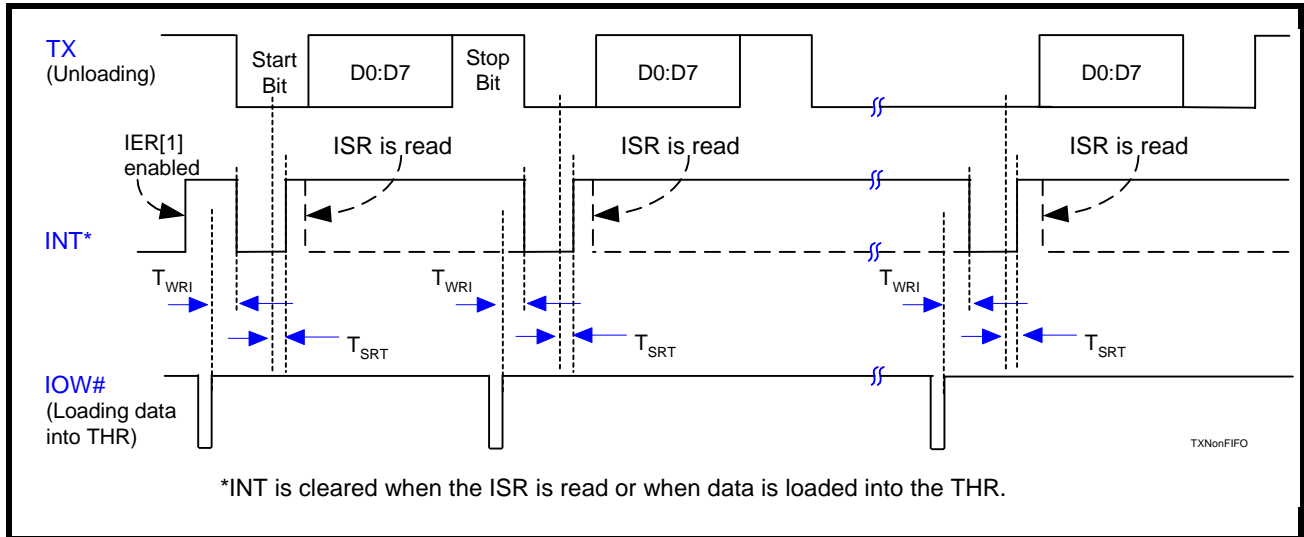 TX
(Unloading)
Start
Bit
D0:D7
Stop
Bit
D0:D7
D0:D7
IER[1]
enabled
ISR is read
ISR is read
ISR is read
INT*
TWRI
TWRI
TWRI
TSRT
TSRT
TSRT
IOW#
(Loading data
into THR)
TXNonFIFO
*INT is cleared when the ISR is read or when data is loaded into the THR.